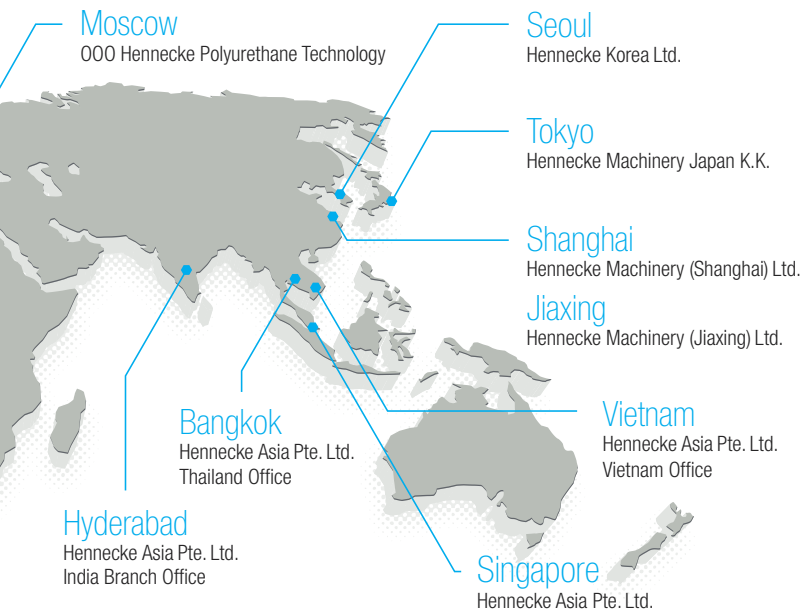 Moscow
OOO Hennecke Polyurethane Technology
Seoul
Hennecke Korea Ltd.
Tokyo
Hennecke Machinery Japan K.K.
Shanghai
Hennecke Machinery (Shanghai) Ltd.
Jiaxing
Hennecke Machinery (Jiaxing) Ltd.
Vietnam
Hennecke Asia Pte. Ltd.
Vietnam Office
Bangkok
Hennecke Asia Pte. Ltd.
Thailand Office
Hyderabad
Hennecke Asia Pte. Ltd.
India Branch Office
Singapore
Hennecke Asia Pte. Ltd.